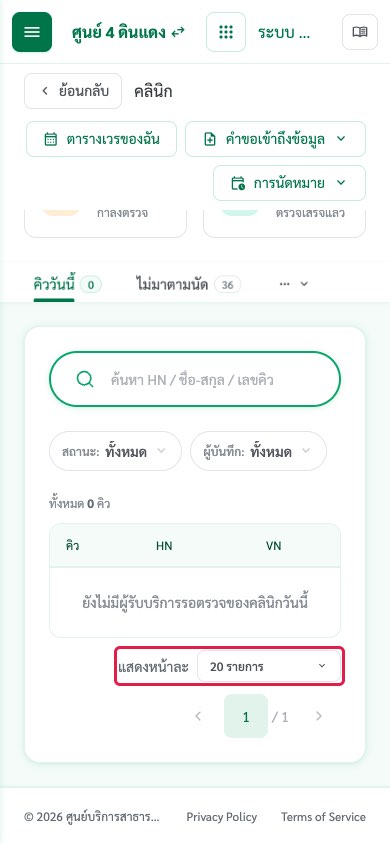 ศูนย์ 4 ดินแดง
ระบบ ...
ย้อนกลับ
คลินิก
ตารางเวรของฉัน
คำขอเข้าถึงข้อมูล
การนัดหมาย
กำลังตรวจ
ตรวจเสร็จแล้ว
คิววันนี้ 0
ไม่มาตามนัด 36
ค้นหา HN / ชื่อ-สกุล / เลขคิว
สถานะ: ทั้งหมด
ผู้บันทึก: ทั้งหมด
ทั้งหมด 0 คิว
คิว HN VN
ยังไม่มีผู้รับบริการรอตรวจของคลินิกวันนี้
แสดงหน้าละ 20 รายการ
1 / 1
© 2026 ศูนย์บริการสาธาร... Privacy Policy Terms of Service